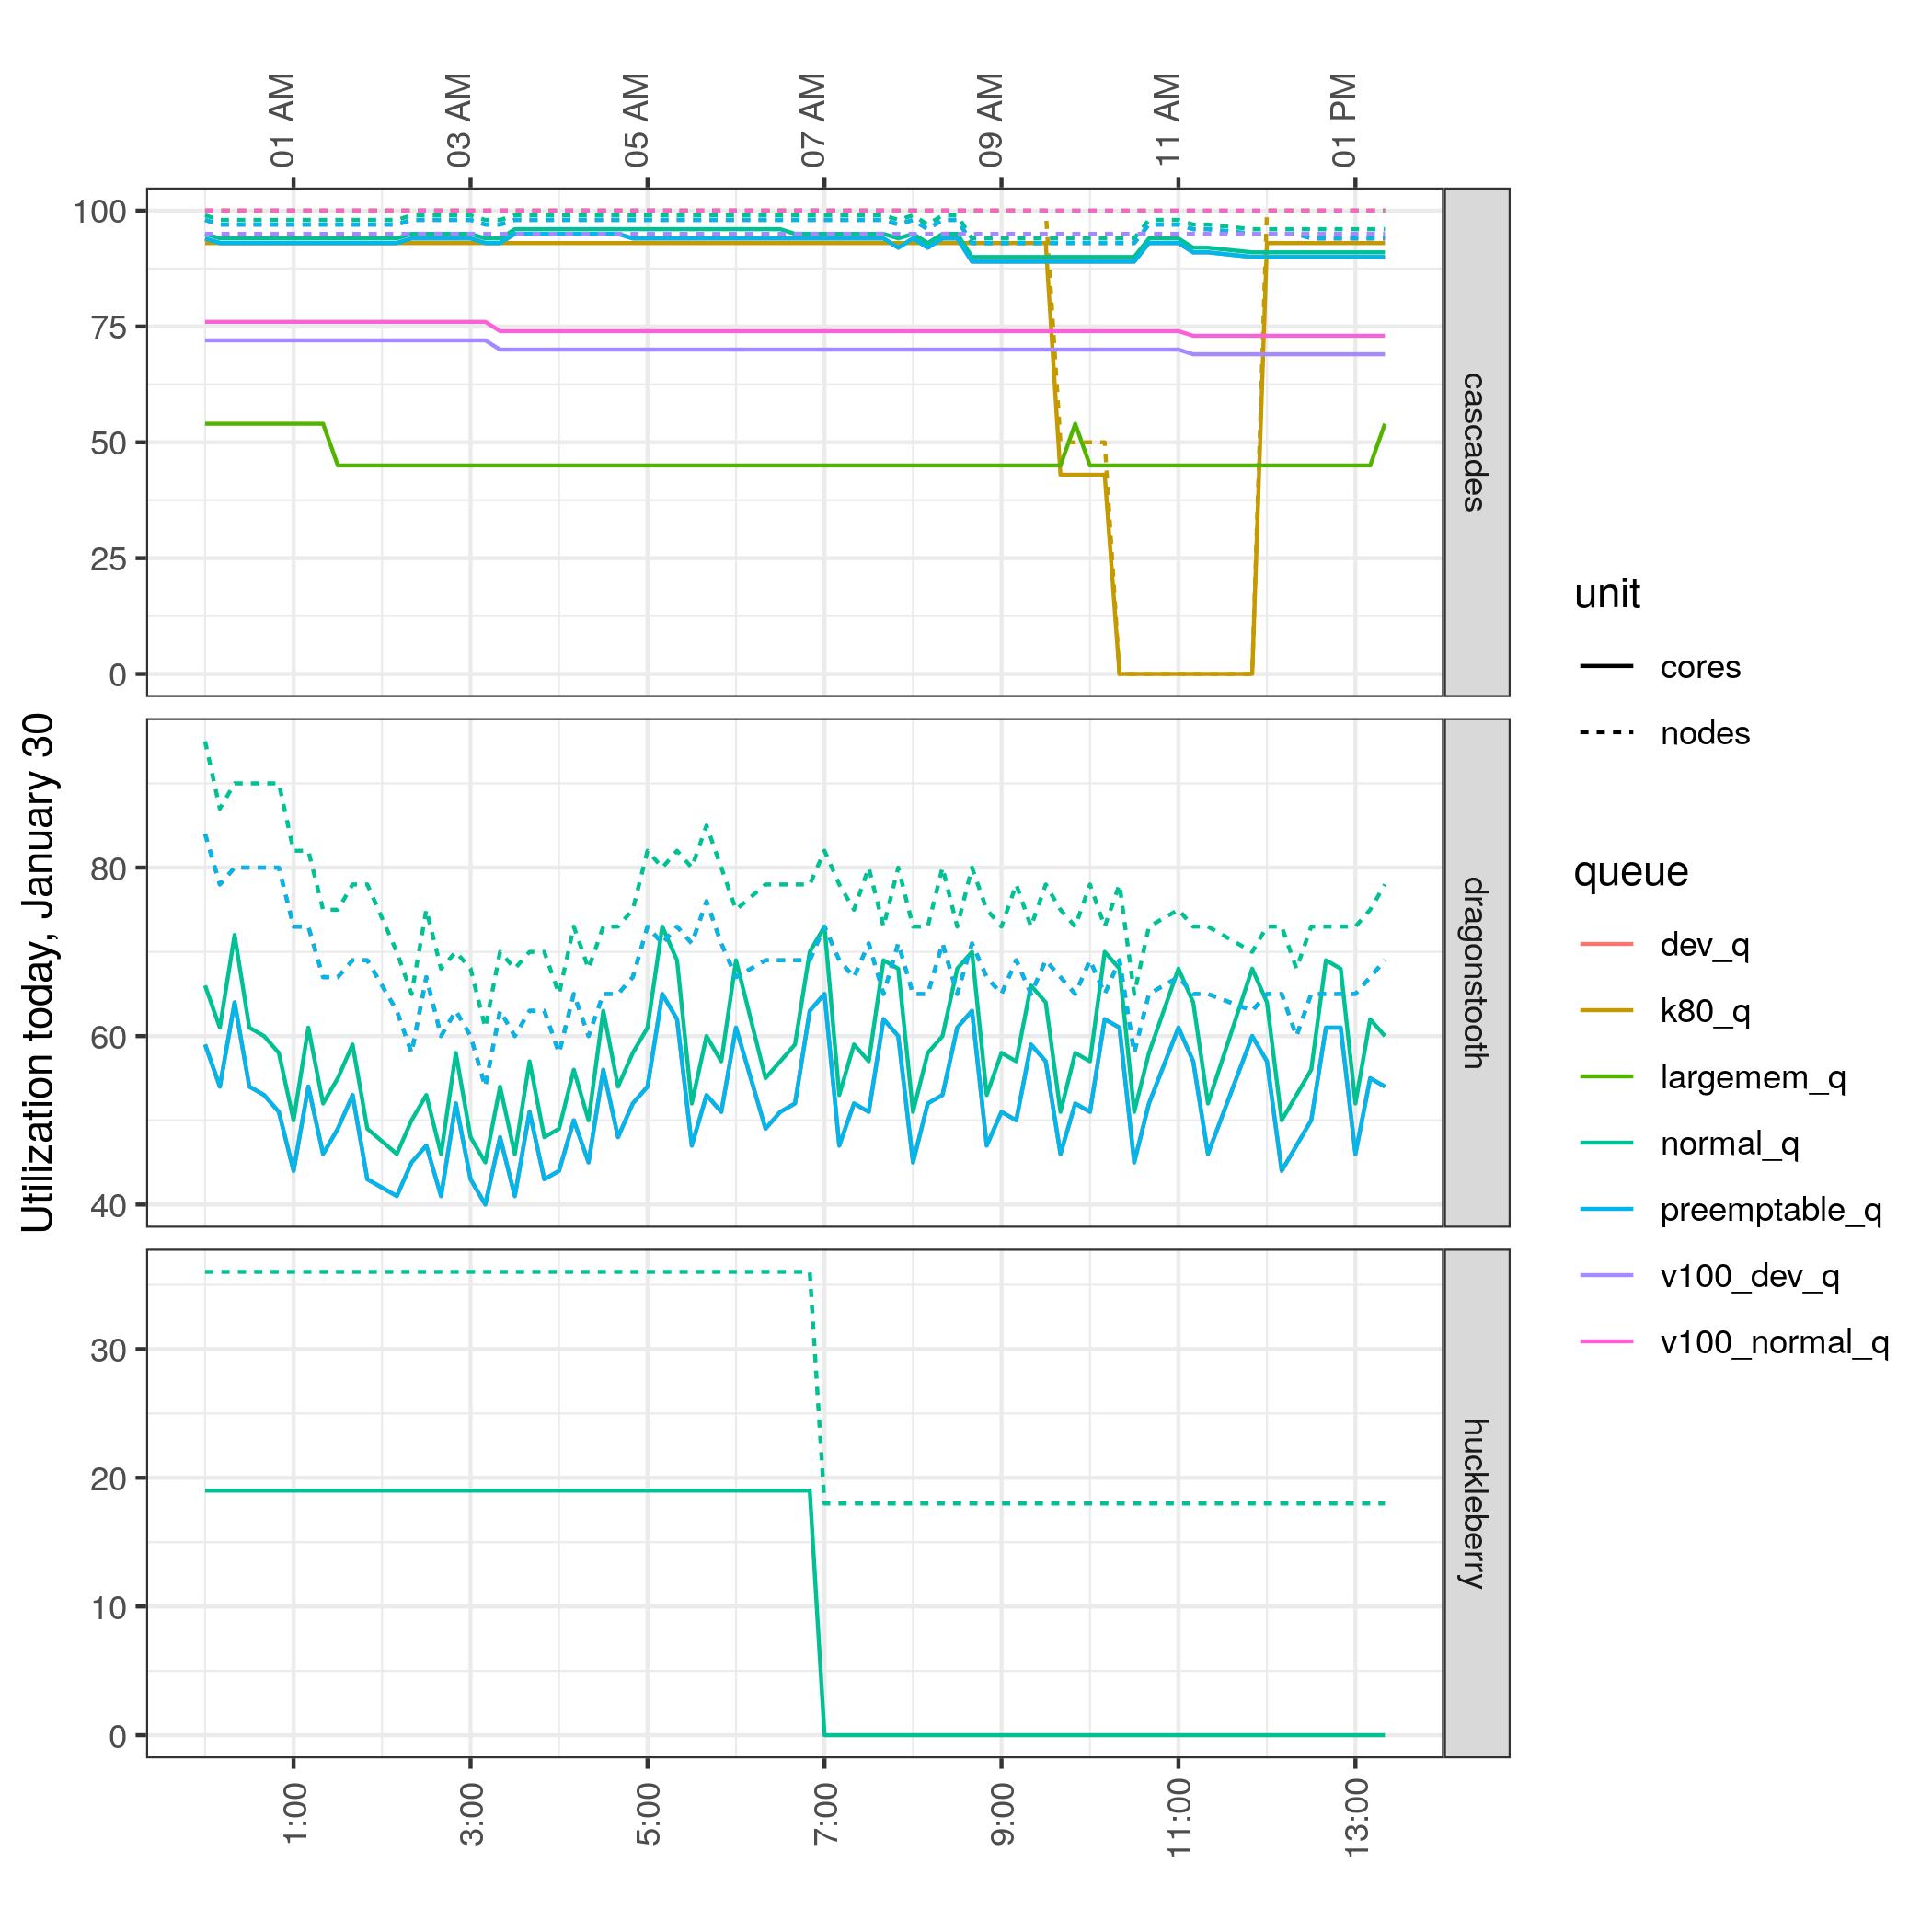 01 AM
03 AM
05 AM
07 AM
09 AM
11 AM
01 PM
Utilization today, January 30
100
75
50
25
0
cascades
80
60
40
dragonstooth
30
20
10
0
huckleberry
1:00
3:00
5:00
7:00
9:00
11:00
13:00
unit
cores
nodes
queue
dev_q
k80_q
largemem_q
normal_q
preemptable_q
v100_dev_q
v100_normal_q